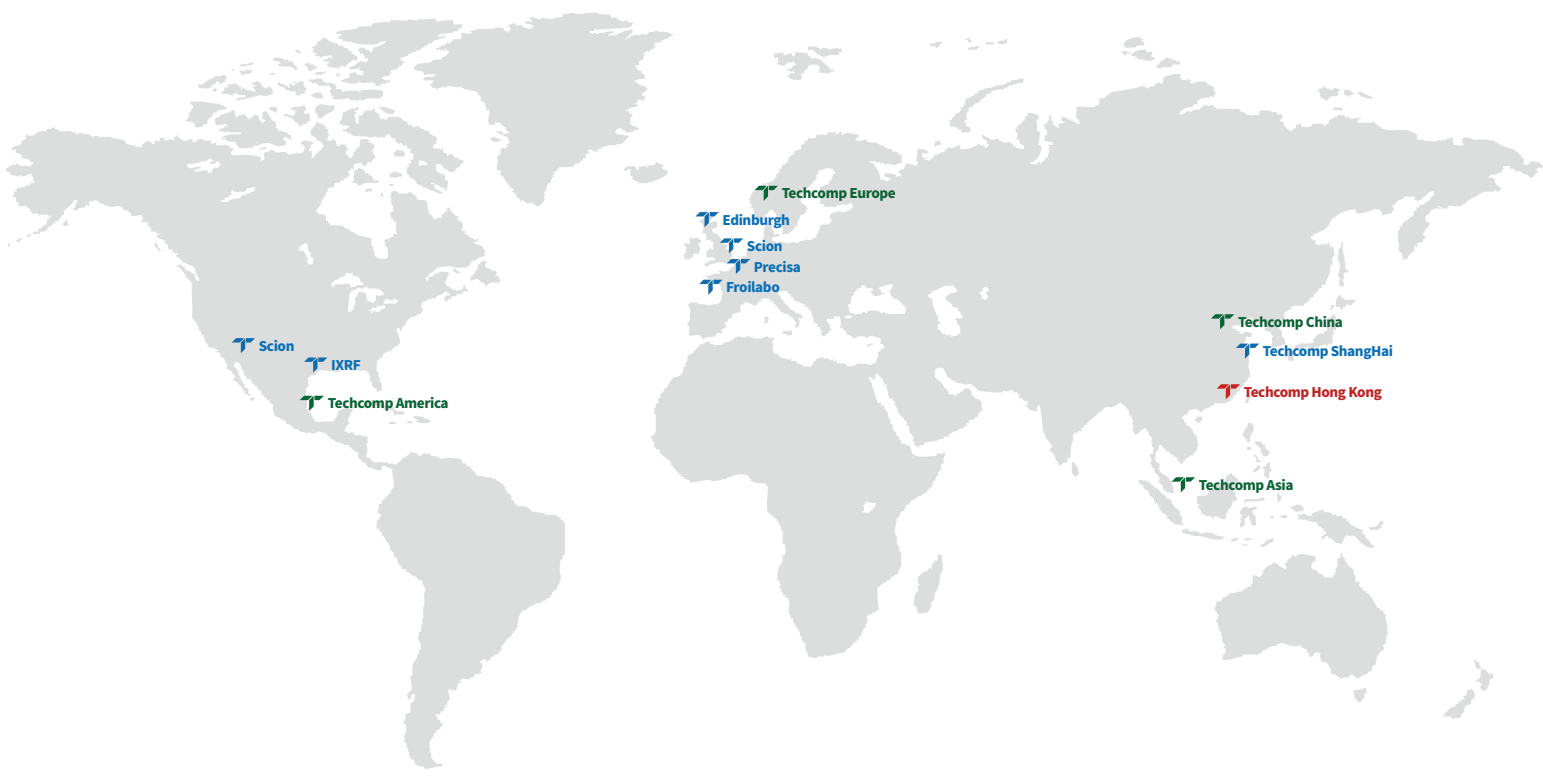 Techcomp Europe
Edinburgh
Scion
Precisa
Froilabo
Techcomp China
Scion
Techcomp ShangHai
IXRF
Techcomp Hong Kong
Techcomp America
Techcomp Asia